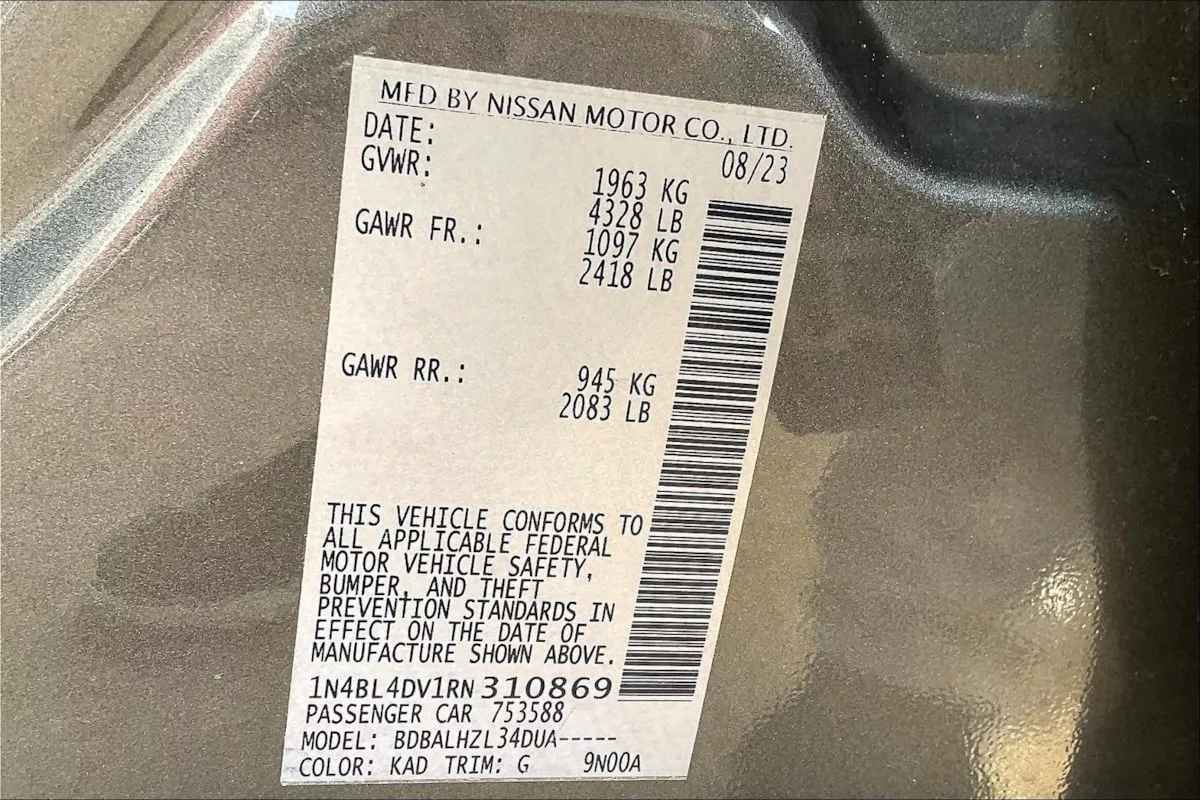 MFD BY NISSAN MOTOR CO., LTD.
DATE: 08/23
GVWR: 1963 KG
4328 LB
GAWR FR.: 1097 KG
2418 LB
GAWR RR.: 945 KG
2083 LB
THIS VEHICLE CONFORMS TO
ALL APPLICABLE FEDERAL
MOTOR VEHICLE SAFETY,
BUMPER, AND THEFT
PREVENTION STANDARDS IN
EFFECT ON THE DATE OF
MANUFACTURE SHOWN ABOVE.
1N4BL4DV1RN310869
PASSENGER CAR 753588
MODEL: BDBALHZL34DUA-----
COLOR: KAD TRIM: G 9N00A